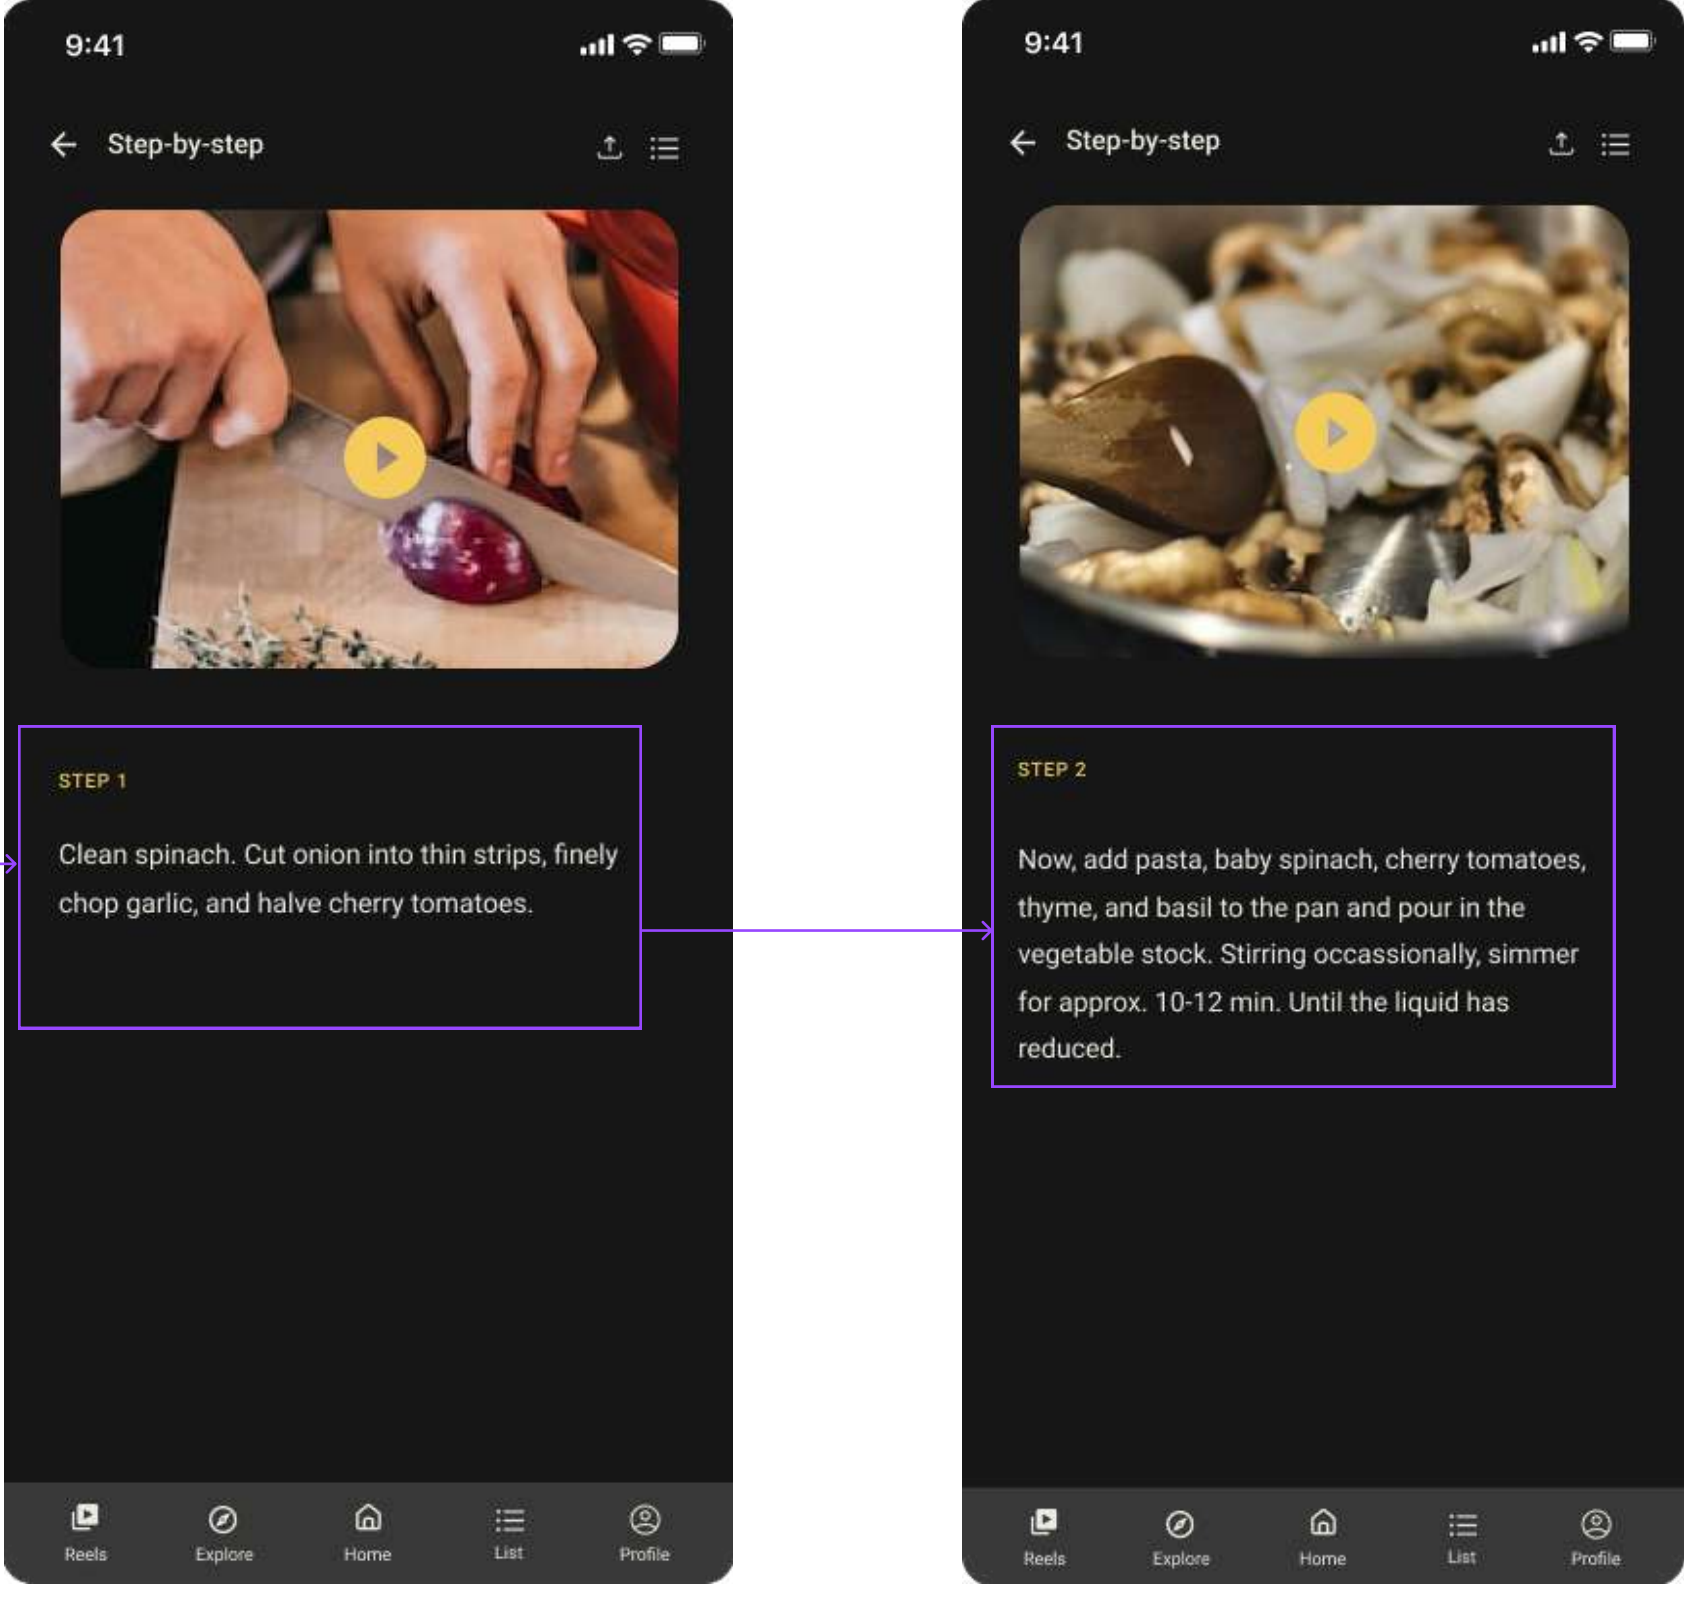 9:41
Step-by-step
STEP 1
Clean spinach. Cut onion into thin strips, finely
chop garlic, and halve cherry tomatoes.
Reels
Explore
Home
List
Profile
9:41
Step-by-step
STEP 2
Now, add pasta, baby spinach, cherry tomatoes,
thyme, and basil to the pan and pour in the
vegetable stock. Stirring occassionally, simmer
for approx. 10-12 min. Until the liquid has
reduced.
Reels
Explore
Home
List
Profile